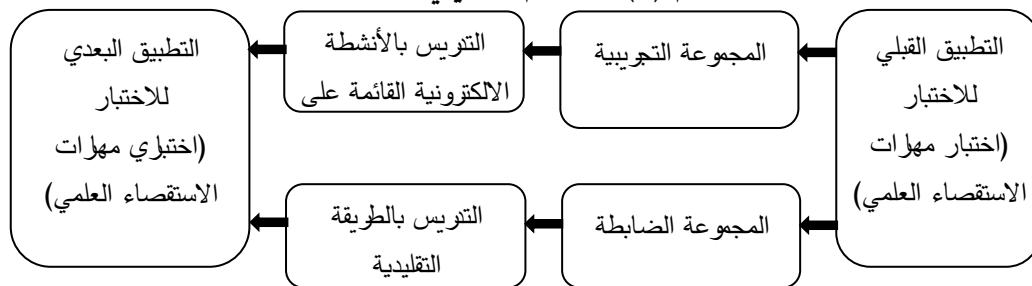 التطبيق القبلي
للاختبار
(اختبار مهارات
الاستقصاء العلمي)
المجموعة التجريبية
التدريس بالأنشطة
الالكترونية القائمة على
المجموعة الضابطة
التدريس بالطريقة
التقليدية
التطبيق البعدي
للاختبار
(اختباري مهارات
الاستقصاء العلمي)